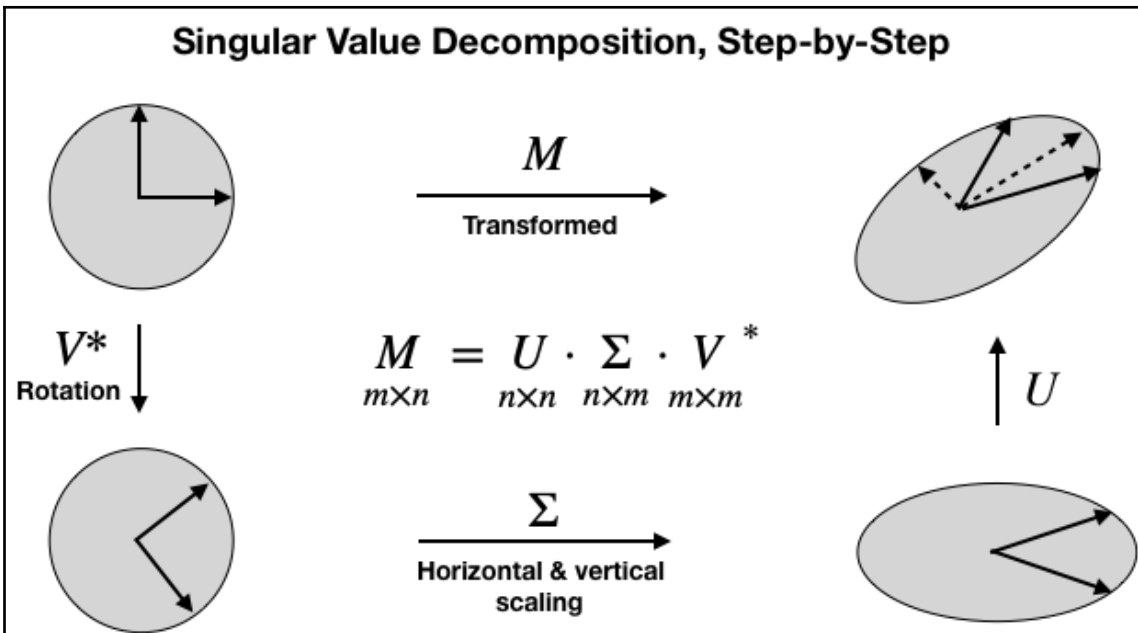 Singular Value Decomposition, Step-by-Step
M
Transformed
V*
Rotation
M = U · Σ · V *
m×n n×n n×m m×m
U
Σ
Horizontal & vertical
scaling